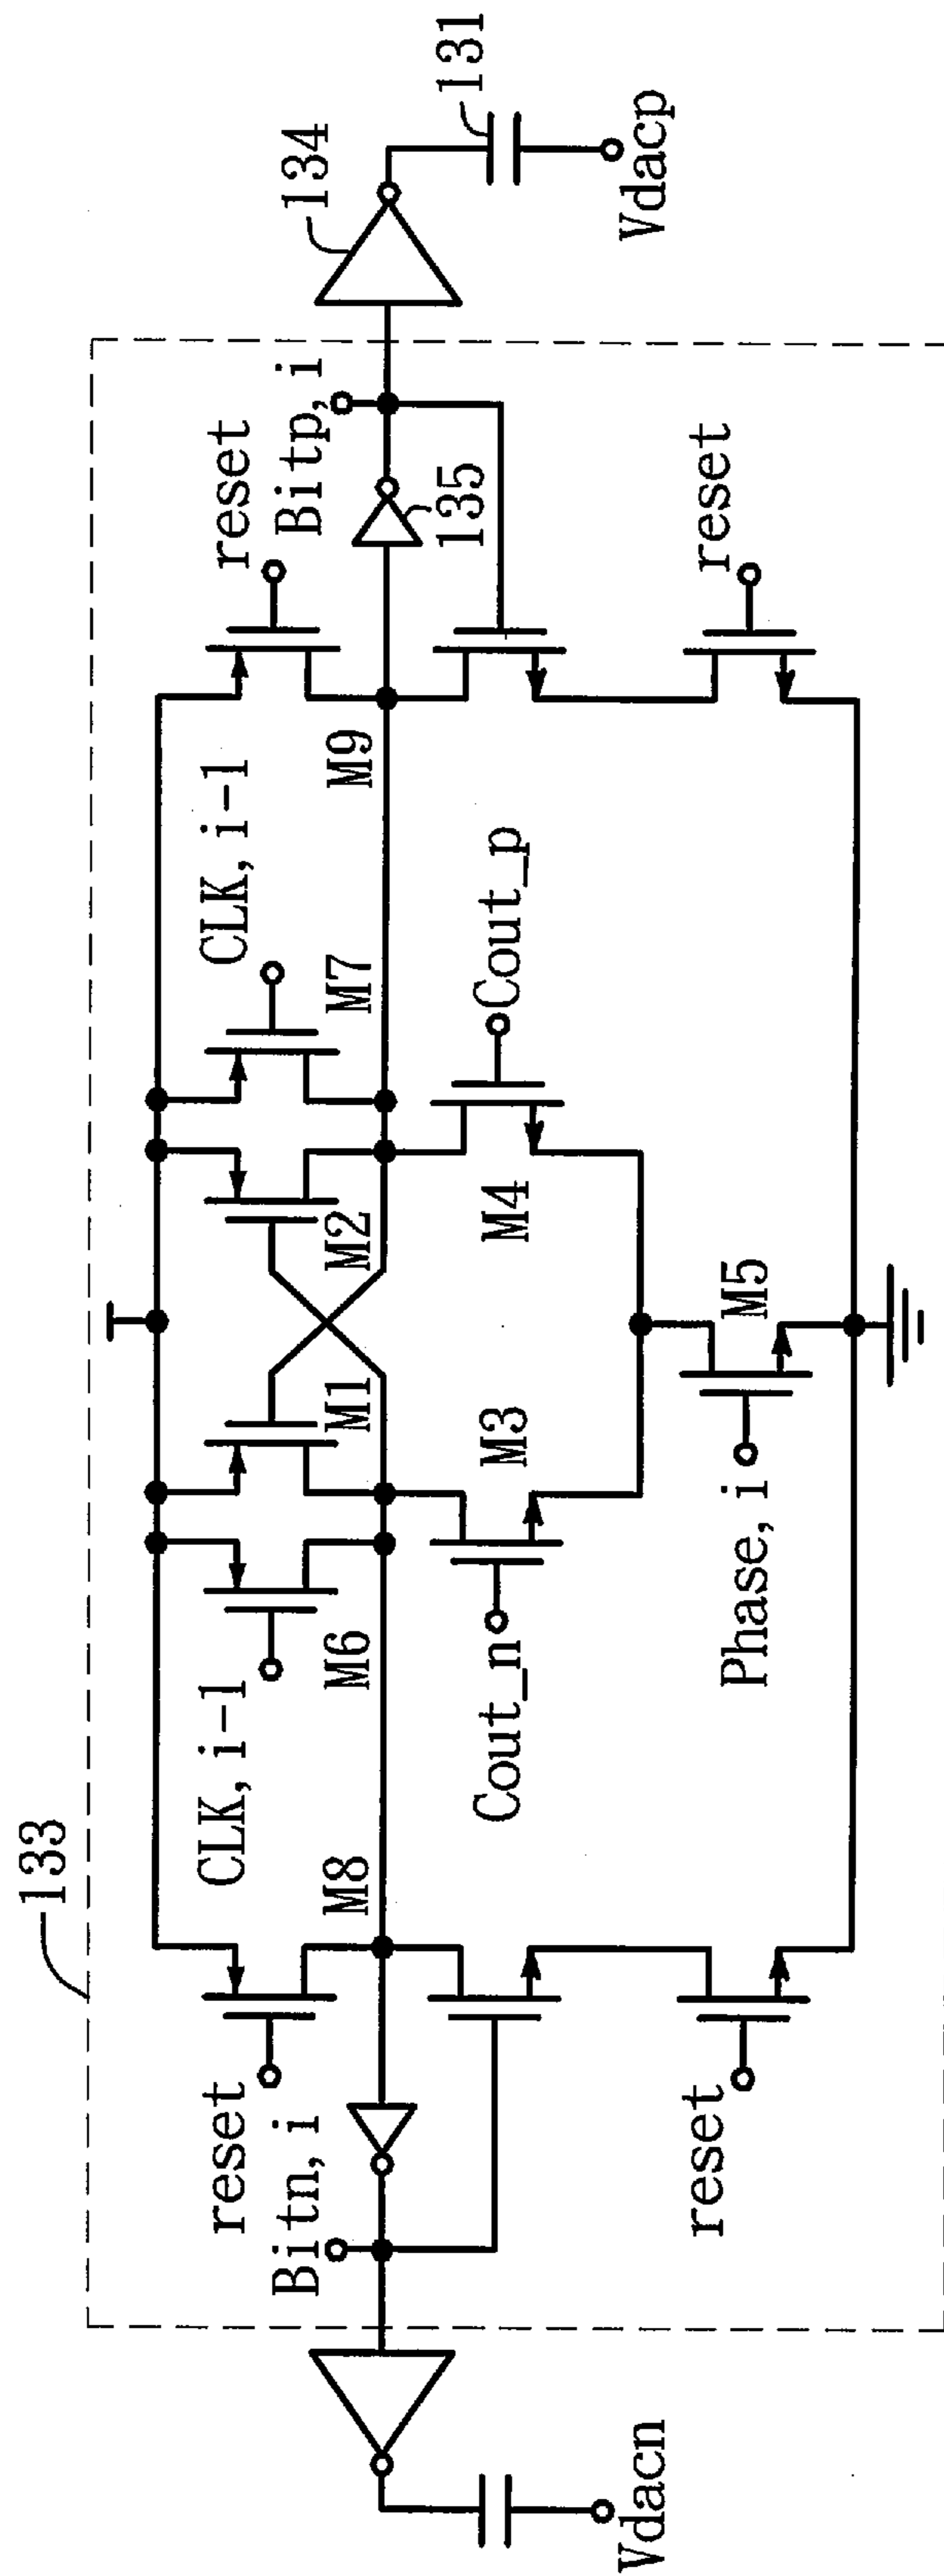 133
134
131
Vdacp
Bitp, i
reset
135
reset
CLK, i-1
M7
M9
Cout_p
M2
M4
M1
M3
M5
Phase, i
Cout_n
CLK, i-1
M6
M8
reset
Bitn, i
reset
Vdacn